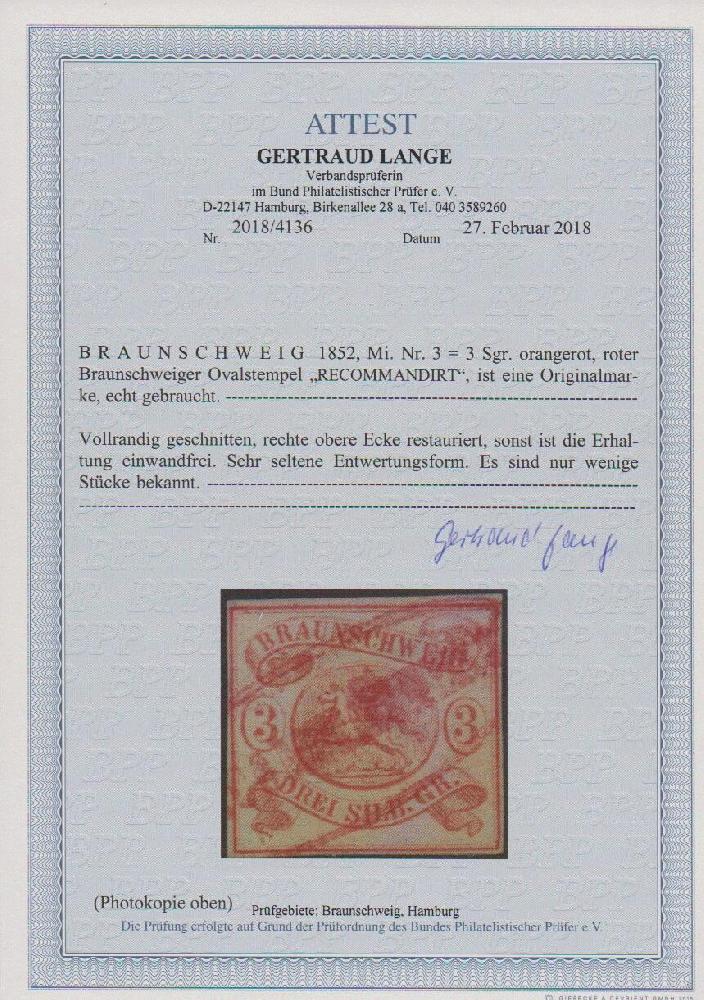 ATTEST
GERTRAUD LANGE
Verbandsprüferin
im Bund Philatelistischer Prüfer e. V.
D-22147 Hamburg, Birkenallee 28 a, Tel. 040 3589260
Nr. 2018/4136 Datum 27. Februar 2018
BRAUNSCHWEIG 1852, Mi. Nr. 3 = 3 Sgr. orangerot, roter
Braunschweiger Ovalstempel „RECOMMANDIRT“, ist eine Originalmar-
ke, echt gebraucht.
Vollrandig geschnitten, rechte obere Ecke restauriert, sonst ist die Erhal-
tung einwandfrei. Sehr seltene Entwertungsform. Es sind nur wenige
Stücke bekannt.
Gertraud Lange
BRAUNSCHWEIG
3 3
DREI SILB. GR.
(Photokopie oben)
Prüfgebiete: Braunschweig, Hamburg
Die Prüfung erfolgte auf Grund der Prüfordnung des Bundes Philatelistischer Prüfer e.V.